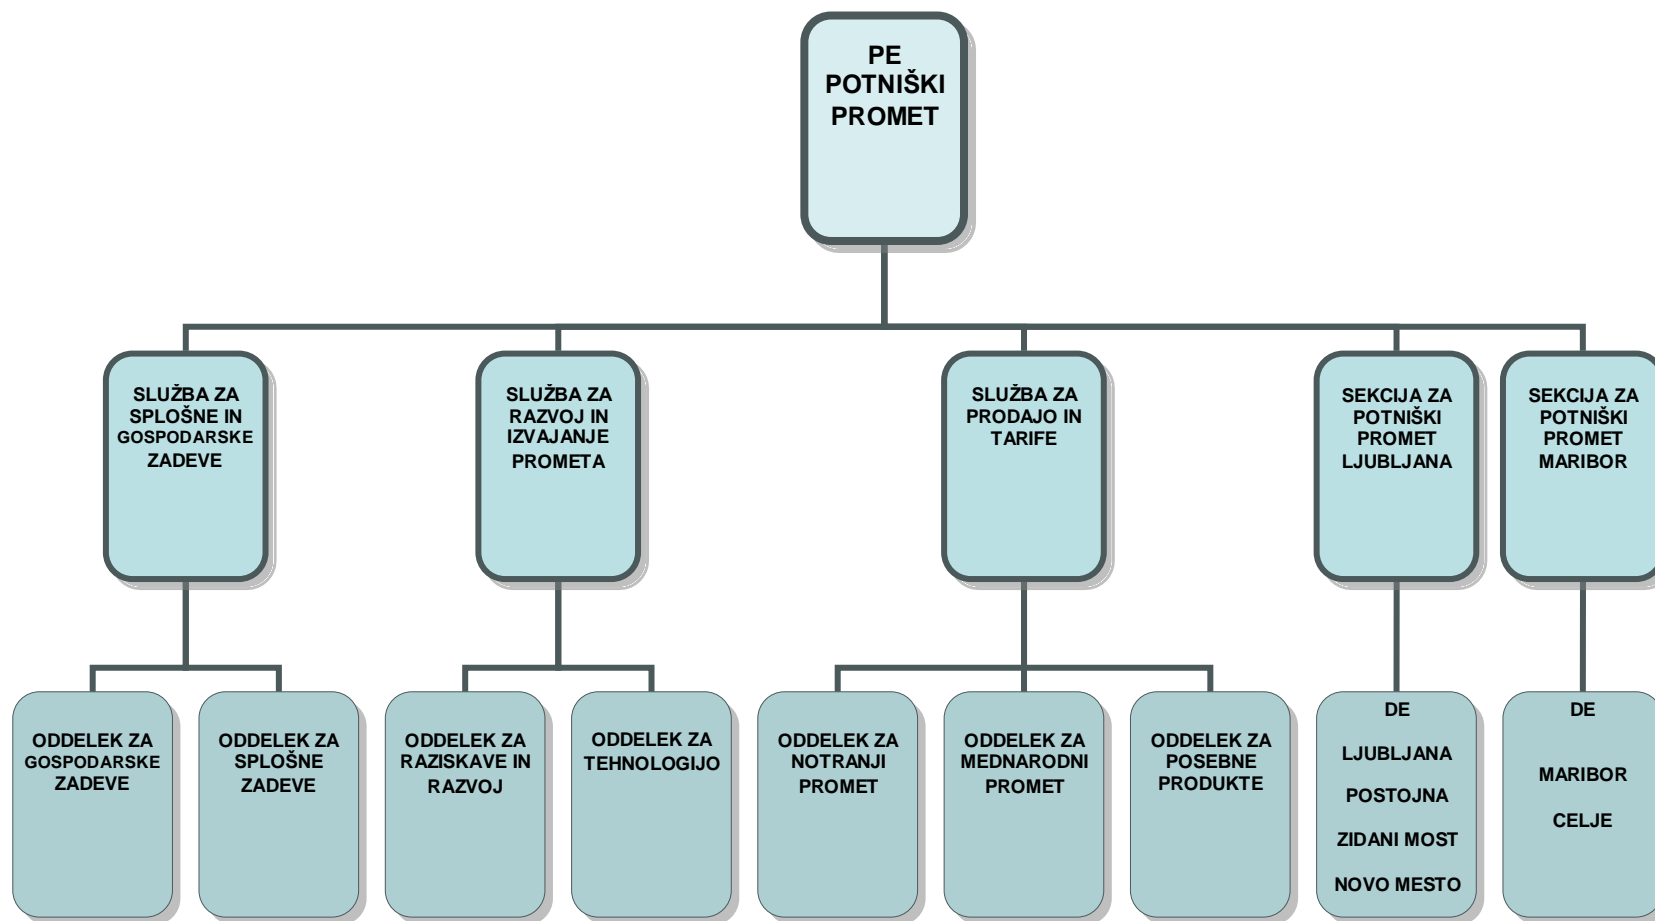 PE
POTNIŠKI
PROMET
SLUŽBA ZA
SPLOŠNE IN
GOSPODARSKE
ZADEVE
SLUŽBA ZA
RAZVOJ IN
IZVAJANJE
PROMETA
SLUŽBA ZA
PRODAJO IN
TARIFE
SEKCIJA ZA
POTNIŠKI
PROMET
LJUBLJANA
SEKCIJA ZA
POTNIŠKI
PROMET
MARIBOR
ODDELEK ZA
GOSPODARSKE
ZADEVE
ODDELEK ZA
SPLOŠNE
ZADEVE
ODDELEK ZA
RAZISKAVE IN
RAZVOJ
ODDELEK ZA
TEHNOLOGIJO
ODDELEK ZA
NOTRANJI
PROMET
ODDELEK ZA
MEDNARODNI
PROMET
ODDELEK ZA
POSEBNE
PRODUKTE
DE
LJUBLJANA
POSTOJNA
ZIDANI MOST
NOVO MESTO
DE
MARIBOR
CELJE